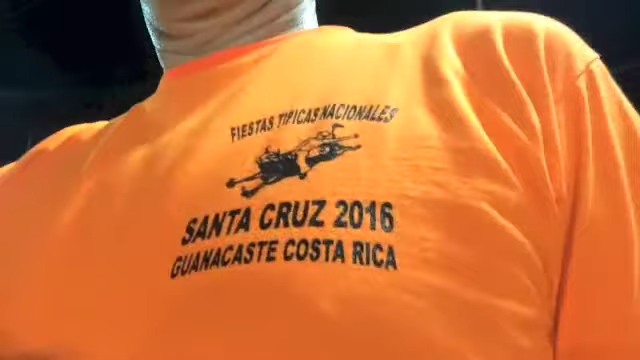 FIESTAS TIPICAS NACIONALES
SANTA CRUZ 2016
GUANACASTE COSTA RICA